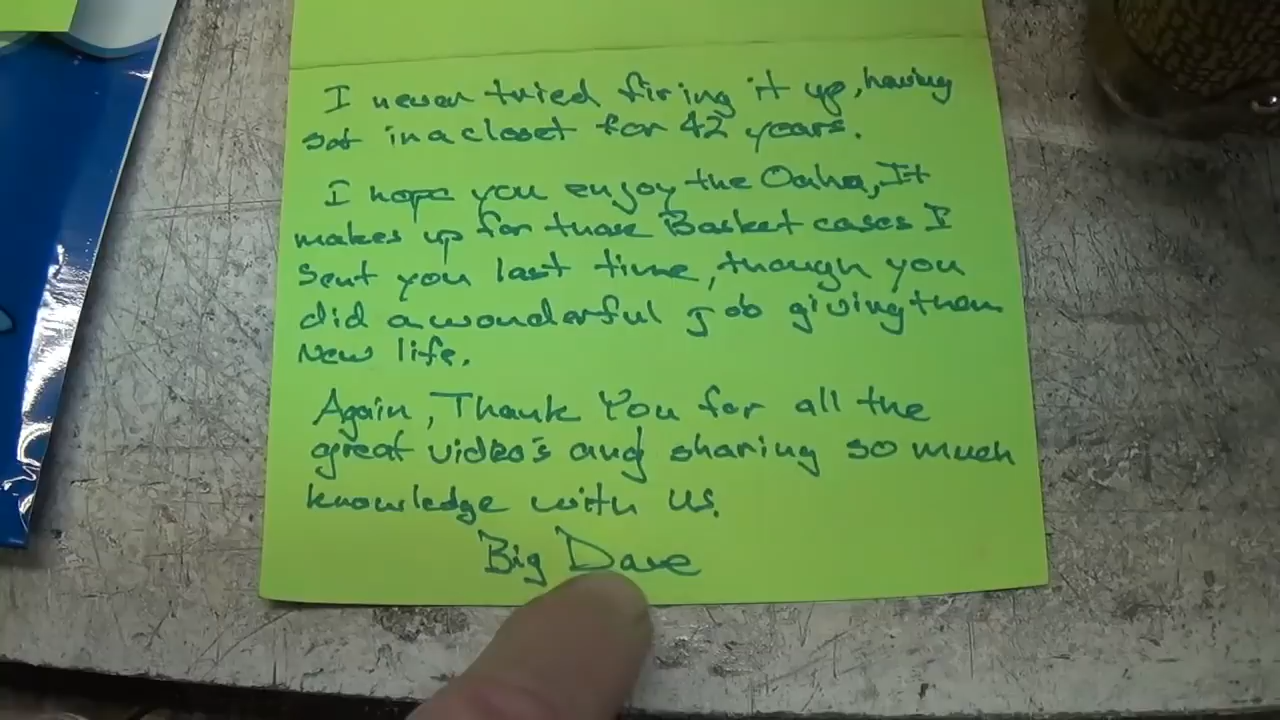 I never tried firing it up, having
sat in a closet for 42 years.
I hope you enjoy the Oaha, It
makes up for those Basket cases I
sent you last time, though you
did a wonderful job giving them
New life.
Again, Thank You for all the
great video's and sharing so much
knowledge with us.
Big Dave